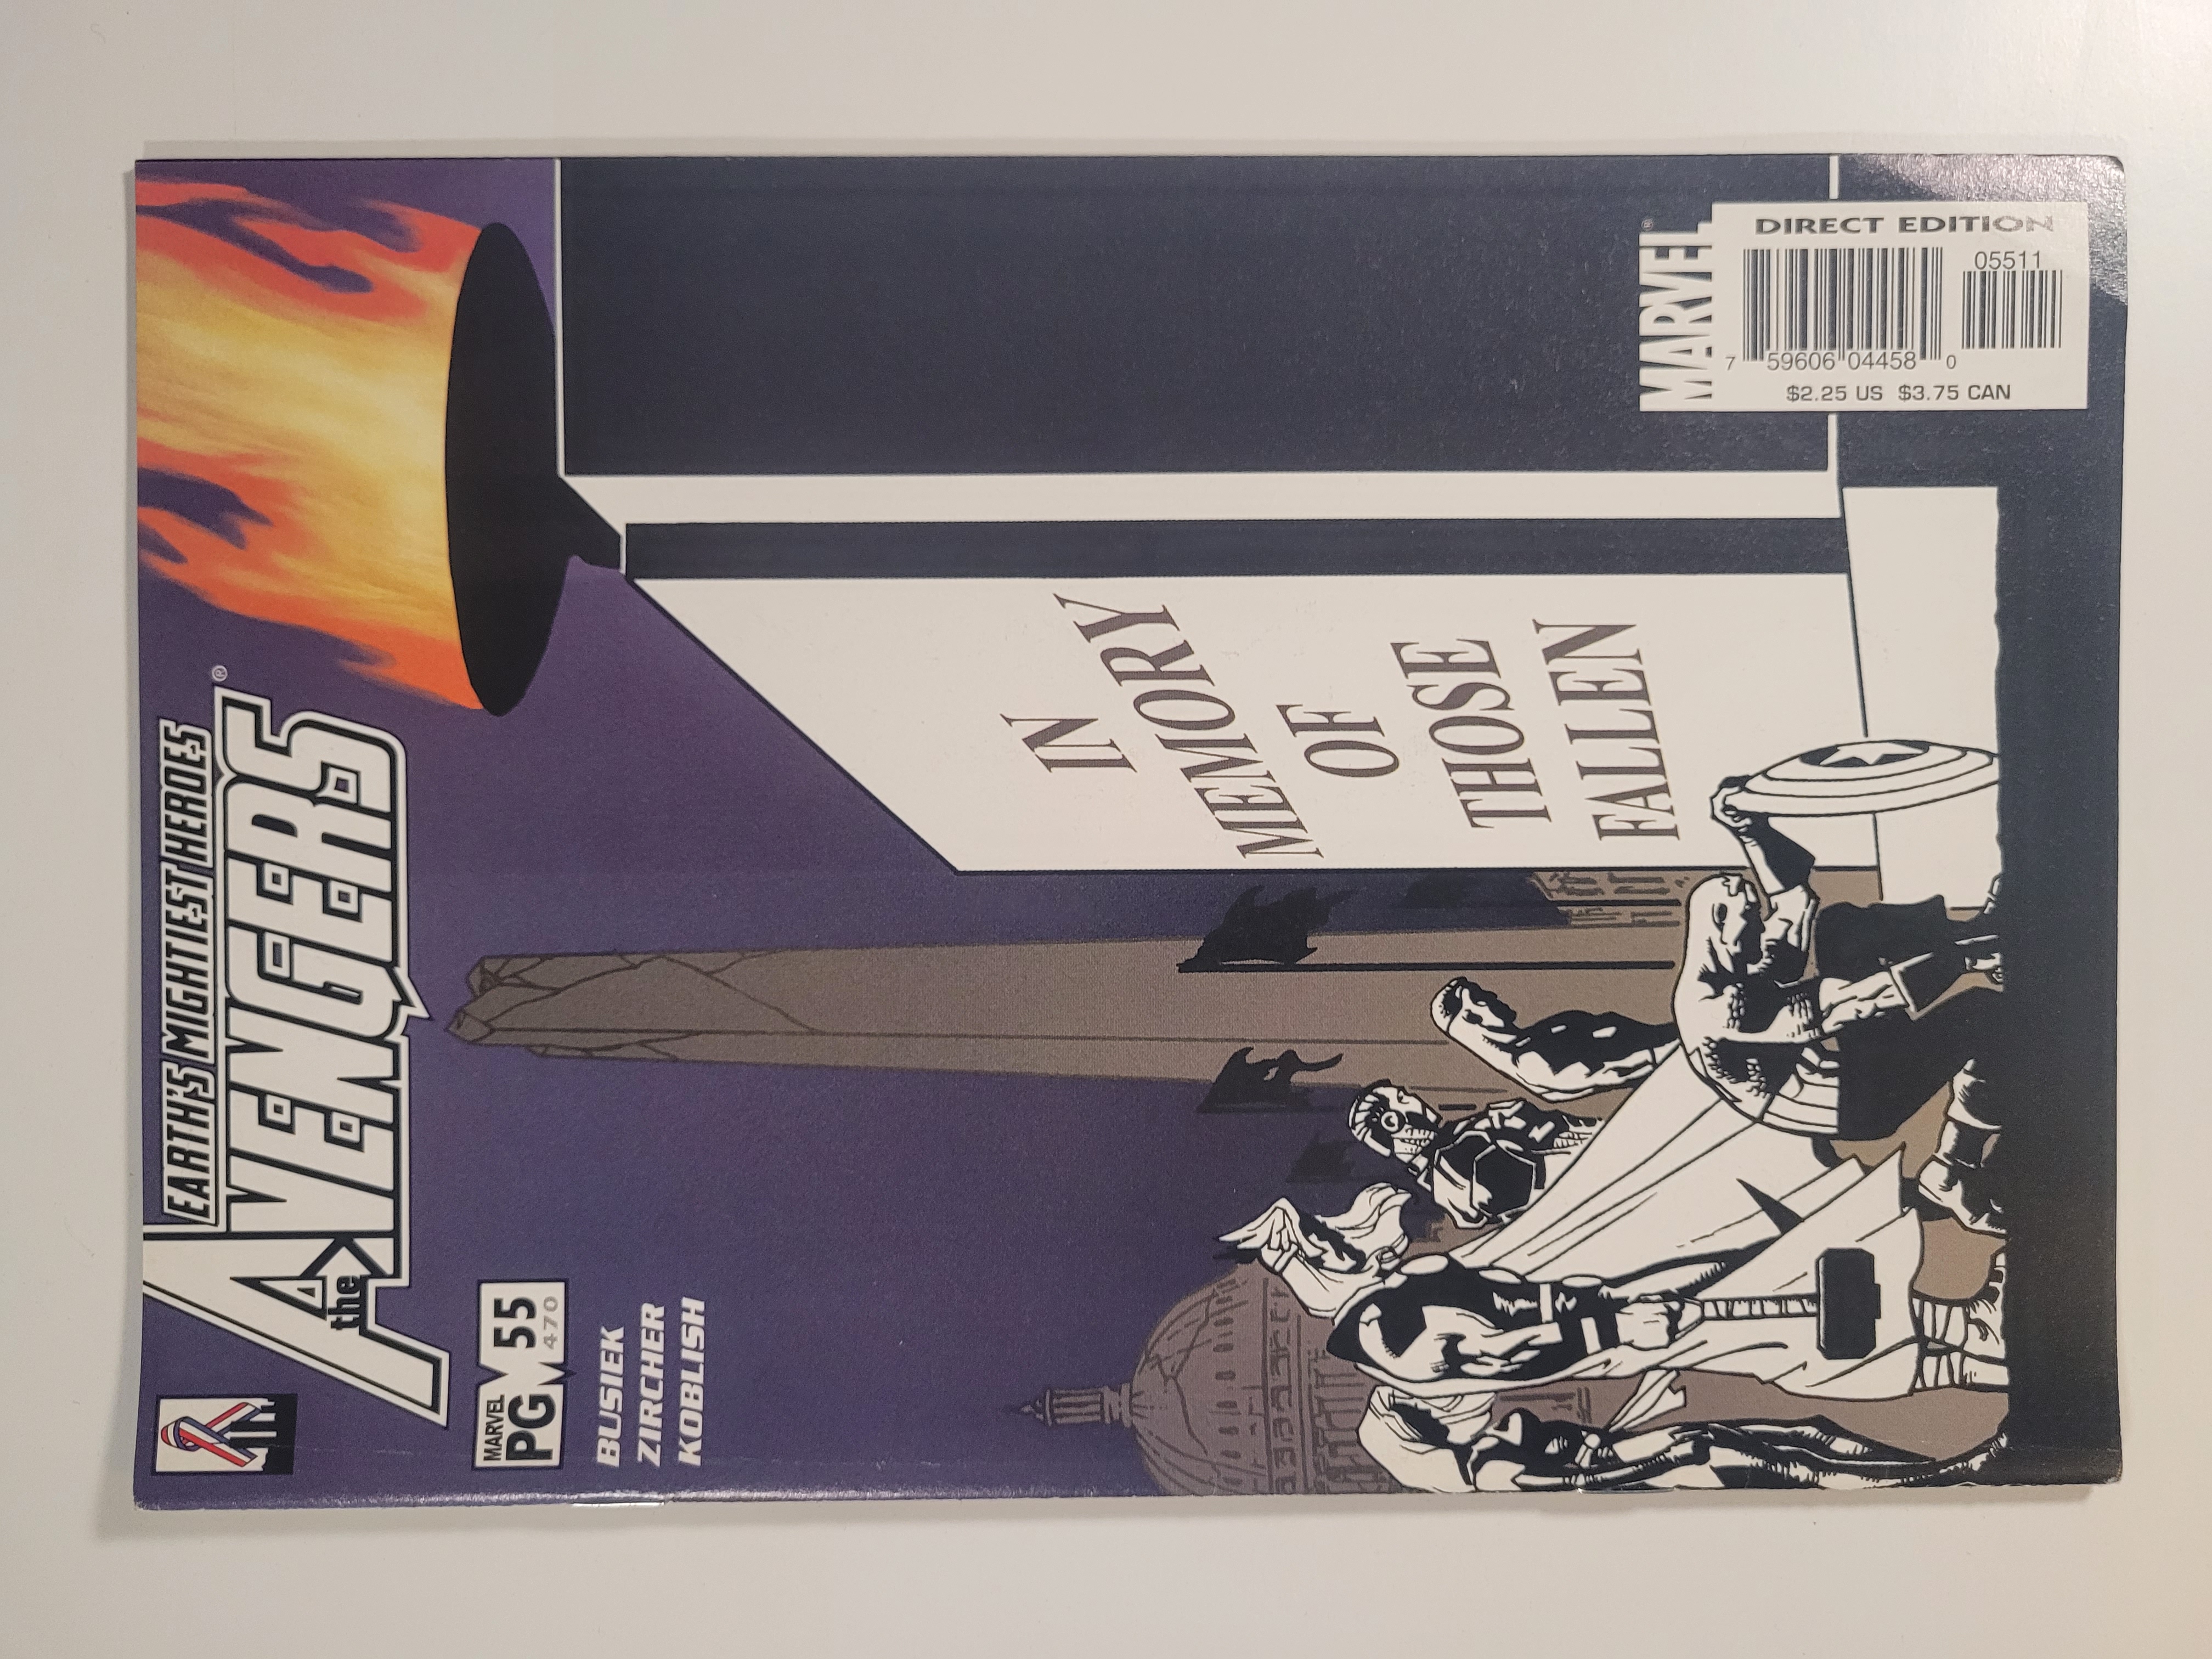 EARTH'S MIGHTIEST HEROES
the AVENGERS®
MARVEL
PG 55
470
BUSIEK
ZIRCHER
KOBLISH
IN
MEMORY
OF
THOSE
FALLEN
MARVEL®
DIRECT EDITION
05511
7 59606 04458 0
$2.25 US $3.75 CAN